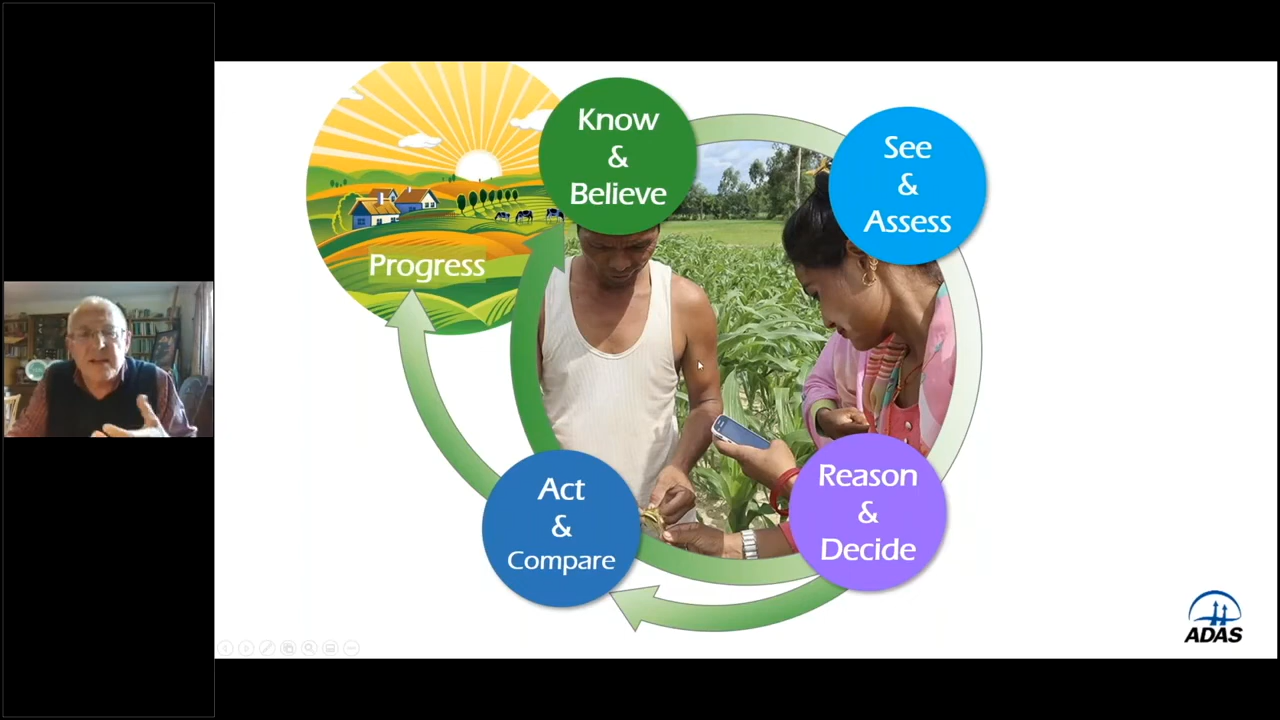 Know
&
Believe
See
&
Assess
Progress
Reason
&
Decide
Act
&
Compare
ADAS